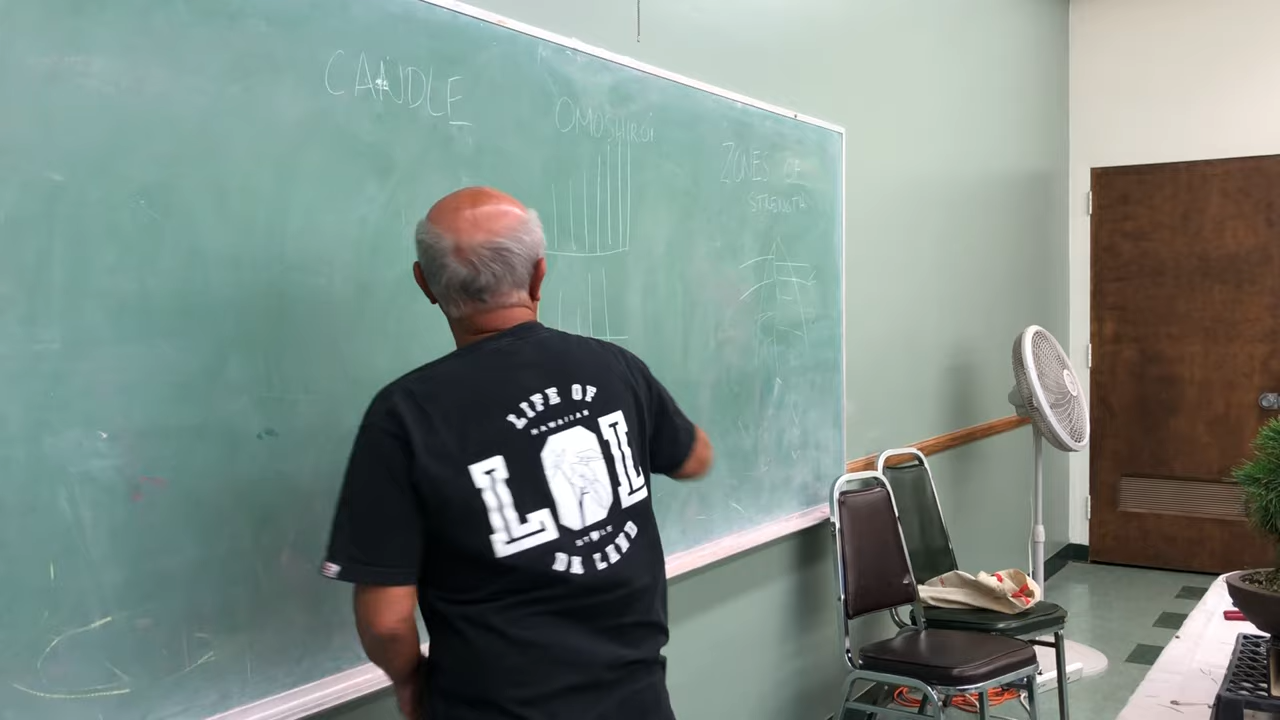 CANDLE
OMOSHIROI
ZONES OF
STRENGTH
LIFE OF
HAWAIIAN
LOL
STYLE
DA LAND